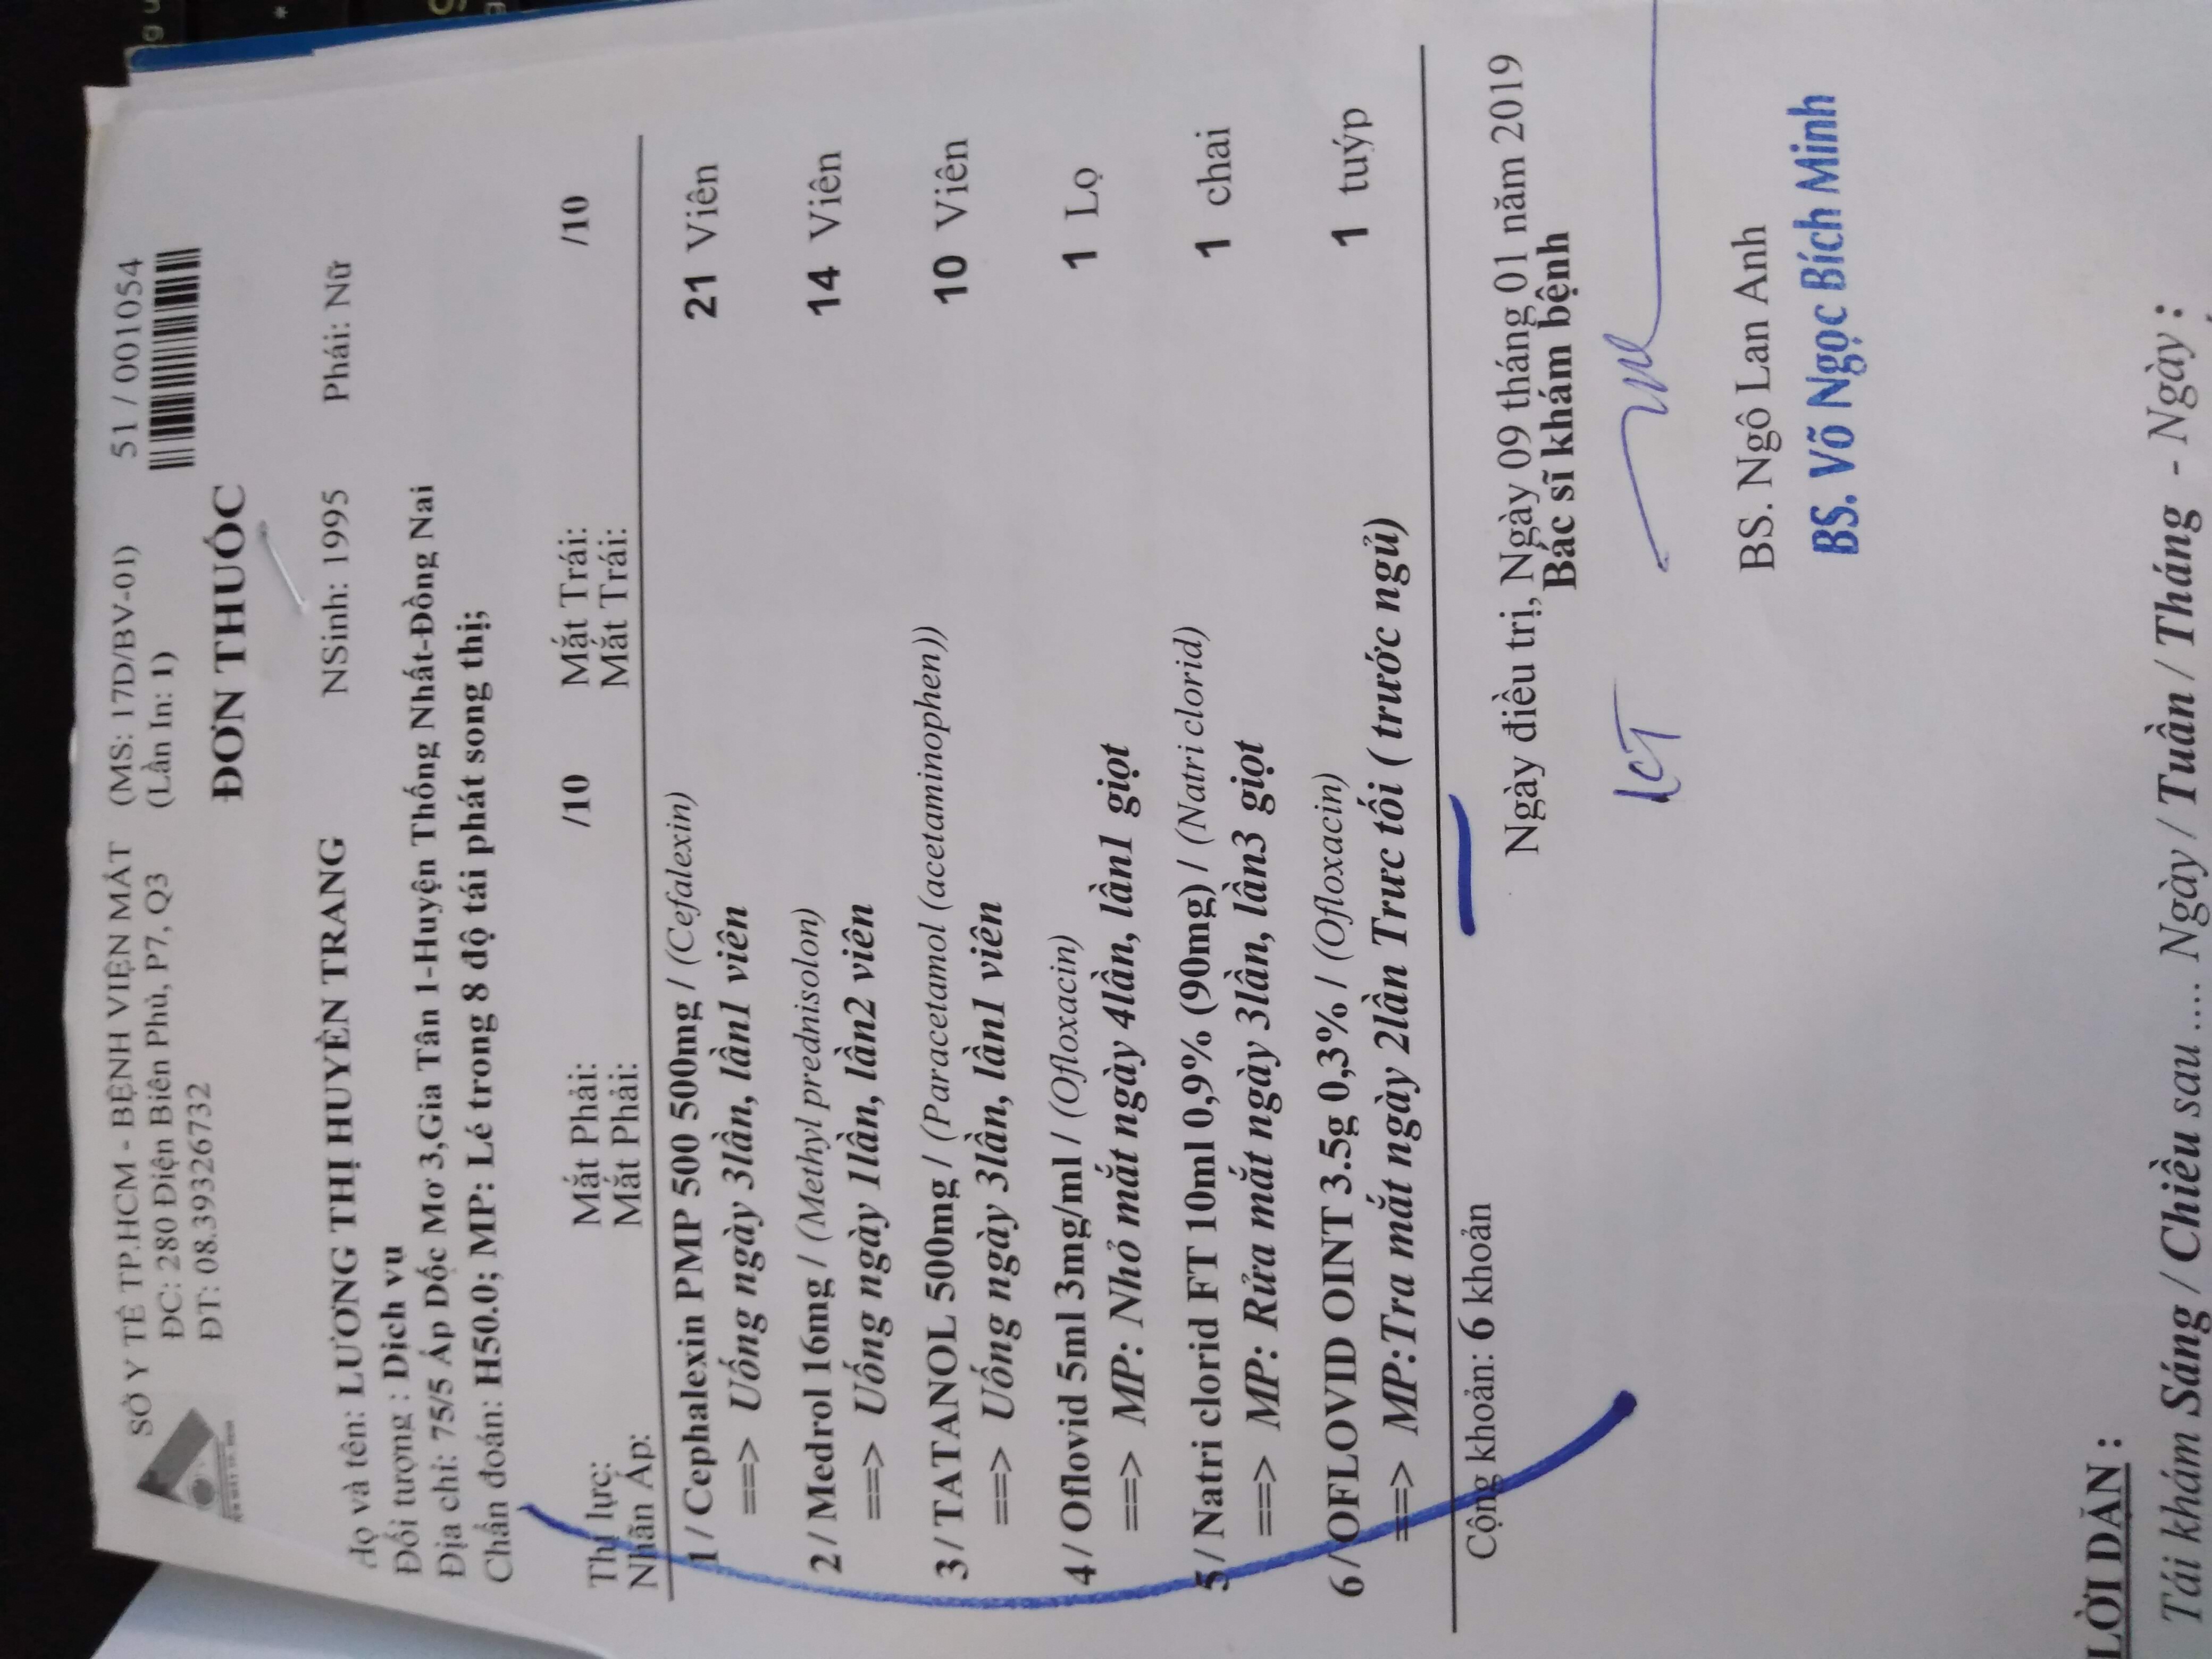 SỞ Y TẾ TP.HCM - BỆNH VIỆN MẮT (MS: 17D/BV-01) 51 / 001054
ĐC: 280 Điện Biên Phủ, P7, Q3 (Lần In: 1)
ĐT: 08.39326732
ĐƠN THUỐC
Họ và tên: LƯƠNG THỊ HUYỀN TRANG NSinh: 1995 Phái: Nữ
Đối tượng : Dịch vụ
Địa chỉ: 75/5 Ấp Dốc Mơ 3,Gia Tân 1-Huyện Thống Nhất-Đồng Nai
Chẩn đoán: H50.0; MP: Lé trong 8 độ tái phát song thị;
Thị lực: Mắt Phải: /10 Mắt Trái: /10
Nhãn Áp: Mắt Phải: Mắt Trái:
1 / Cephalexin PMP 500 500mg / (Cefalexin) 21 Viên
==> Uống ngày 3lần, lần1 viên
2 / Medrol 16mg / (Methyl prednisolon) 14 Viên
==> Uống ngày 1lần, lần2 viên
3 / TATANOL 500mg / (Paracetamol (acetaminophen)) 10 Viên
==> Uống ngày 3lần, lần1 viên
4 / Oflovid 5ml 3mg/ml / (Ofloxacin) 1 Lọ
==> MP: Nhỏ mắt ngày 4lần, lần1 giọt
5 / Natri clorid FT 10ml 0,9% (90mg) / (Natri clorid) 1 chai
==> MP: Rửa mắt ngày 3lần, lần3 giọt
6 / OFLOVID OINT 3.5g 0,3% / (Ofloxacin) 1 tuýp
==> MP:Tra mắt ngày 2lần Trưc tối ( trước ngủ)
Cộng khoản: 6 khoản
Ngày điều trị, Ngày 09 tháng 01 năm 2019
Bác sĩ khám bệnh
KT
BS. Ngô Lan Anh
BS. Võ Ngọc Bích Minh
LỜI DẶN :
Tái khám Sáng / Chiều sau .... Ngày / Tuần / Tháng - Ngày :